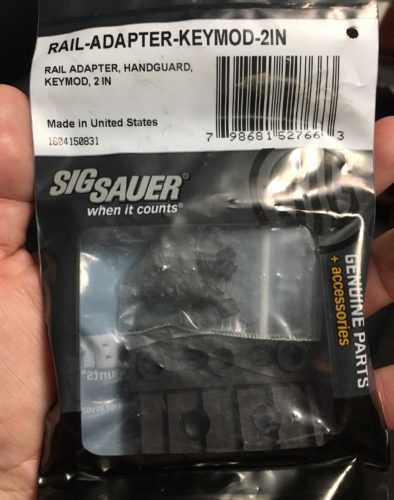 RAIL-ADAPTER-KEYMOD-2IN
RAIL ADAPTER, HANDGUARD,
KEYMOD, 2 IN
Made in United States
1604150831
7 98681 52766 3
SIG SAUER®
when it counts®
GENUINE PARTS
+ accessories